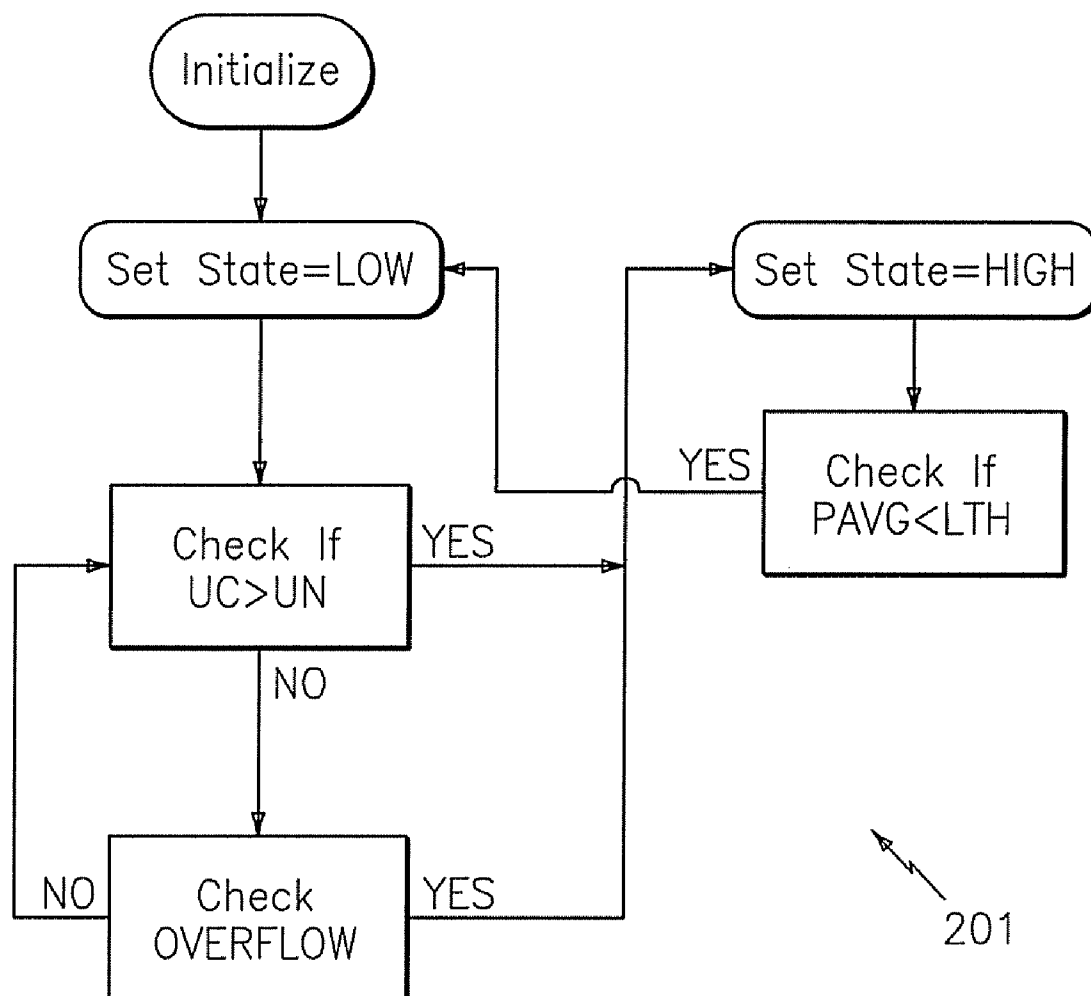 Initialize
Set State=LOW
Set State=HIGH
Check If
PAVG<LTH
YES
Check If
UC>UN
YES
NO
Check
OVERFLOW
NO
YES
201